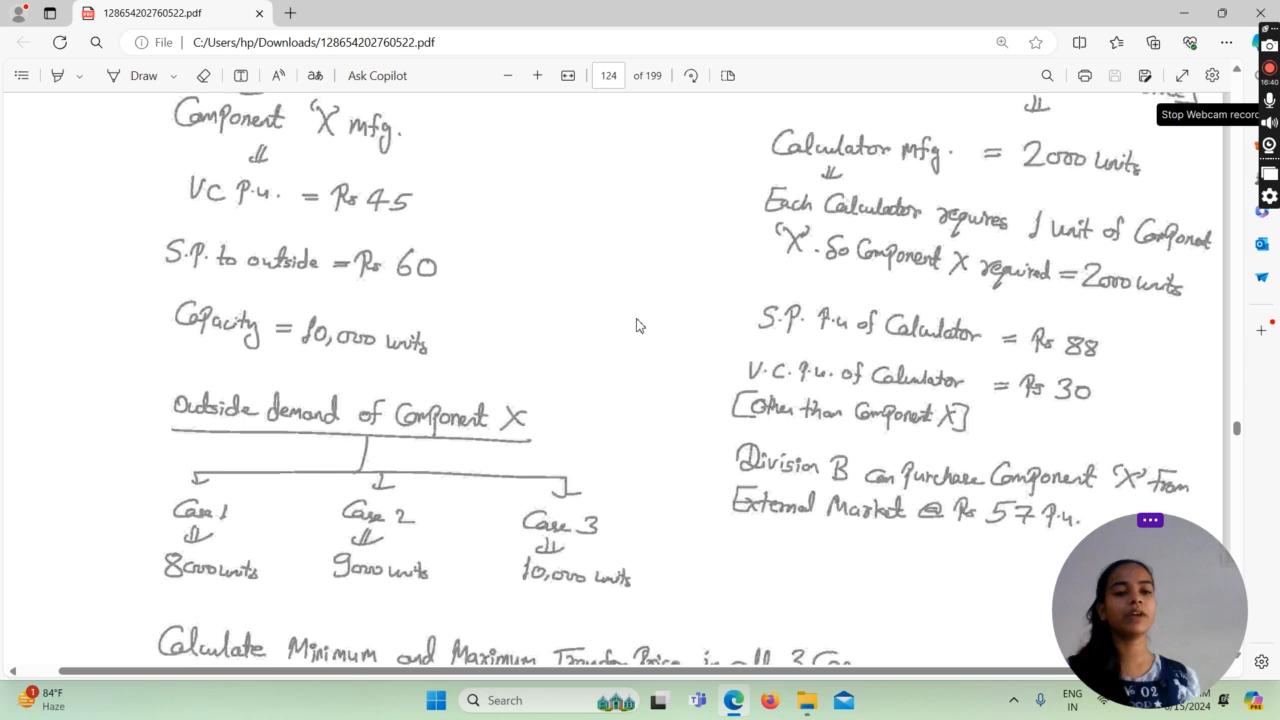 128654202760522.pdf
File
C:/Users/hp/Downloads/128654202760522.pdf
Draw
Ask Copilot
124 of 199
16:40
Stop Webcam record
Component 'X' mfg.
V.C P.u. = Rs 45
S.P. to outside = Rs 60
Capacity = 10,000 units
Outside demand of Component X
Case 1
Case 2
Case 3
8000 units
9000 units
10,000 units
Calculate Minimum and Maximum Transfer Price in all 3
Calculator Mfg. = 2000 units
Each Calculator requires 1 unit of Component
'X'. So Component X required = 2000 units
S.P. P.u of Calculator = Rs 88
V.C. P.u. of Calculator = Rs 30
[Other than Component X]
Division B Can Purchase Component 'X' From
External Market @ Rs 57 P.u.
1
84°F
Haze
Search
ENG
IN